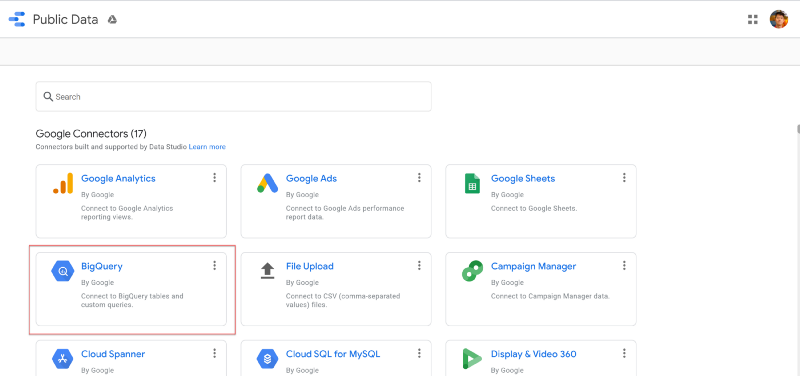 Public Data
Search
Google Connectors (17)
Connectors built and supported by Data Studio Learn more
Google Analytics
By Google
Connect to Google Analytics
reporting views.
Google Ads
By Google
Connect to Google Ads performance
report data.
Google Sheets
By Google
Connect to Google Sheets.
BigQuery
By Google
Connect to BigQuery tables and
custom queries.
File Upload
By Google
Connect to CSV (comma-separated
values) files.
Campaign Manager
By Google
Connect to Campaign Manager data.
Cloud Spanner
By Google
Cloud SQL for MySQL
By Google
Display & Video 360
By Google